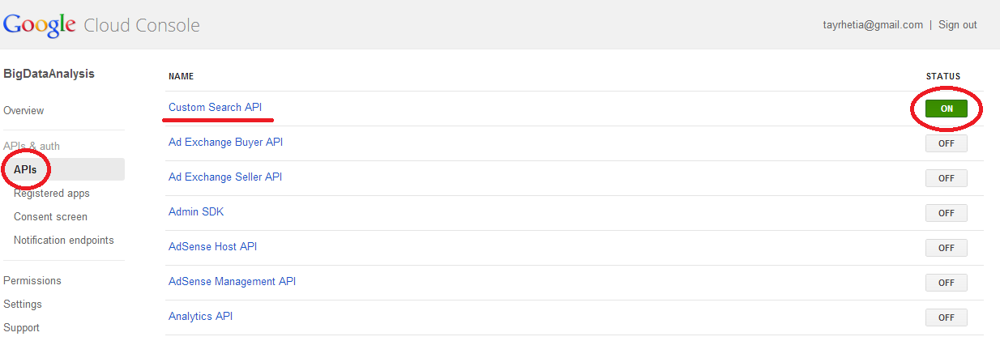 Google Cloud Console
tayrhetia@gmail.com | Sign out
BigDataAnalysis
Overview
APIs & auth
APIs
Registered apps
Consent screen
Notification endpoints
Permissions
Settings
Support
NAME STATUS
Custom Search API ON
Ad Exchange Buyer API OFF
Ad Exchange Seller API OFF
Admin SDK OFF
AdSense Host API OFF
AdSense Management API OFF
Analytics API OFF